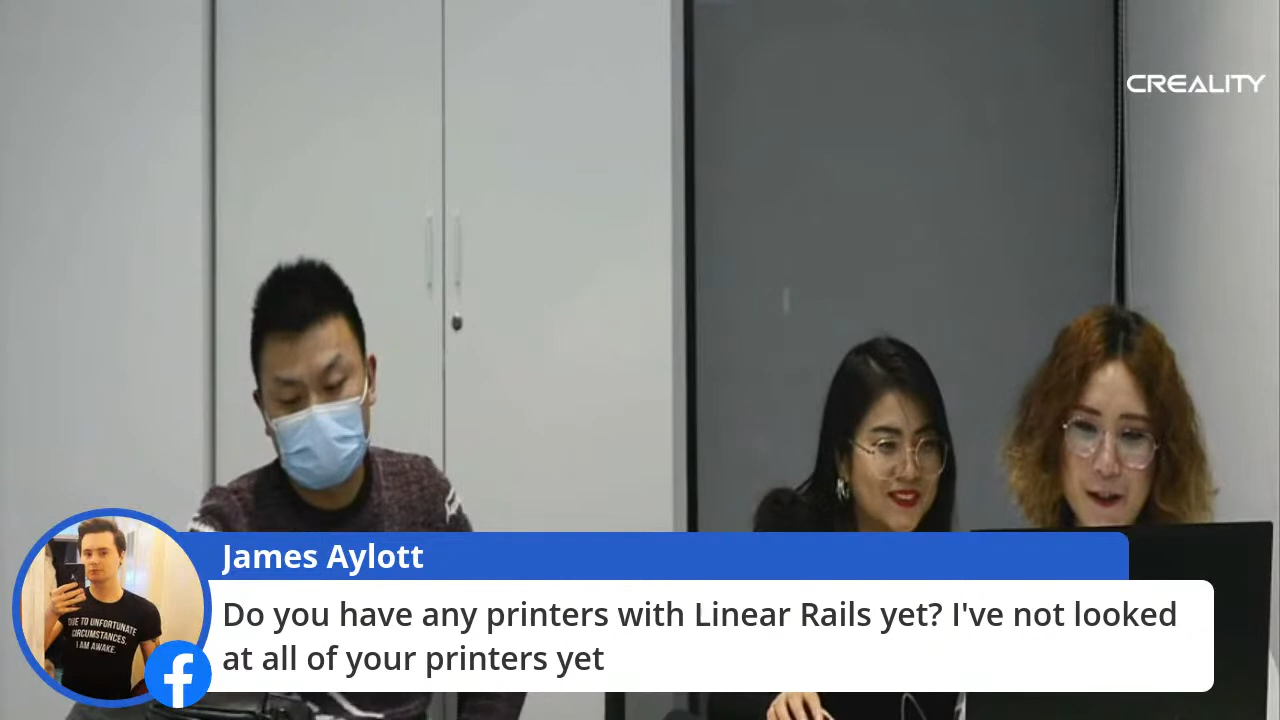 CREALITY
James Aylott
Do you have any printers with Linear Rails yet? I've not looked
at all of your printers yet
DUE TO UNFORTUNATE
CIRCUMSTANCES,
I AM AWAKE.